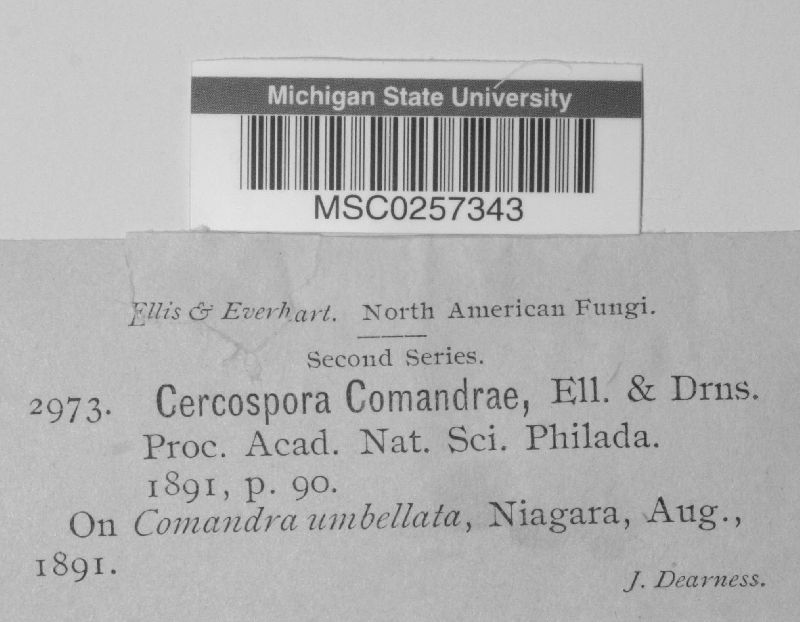 Michigan State University
MSC0257343
Ellis & Everhart. North American Fungi.
Second Series.
2973. Cercospora Comandrae, Ell. & Drns.
Proc. Acad. Nat. Sci. Philada.
1891, p. 90.
On Comandra umbellata, Niagara, Aug.,
1891.
J. Dearness.